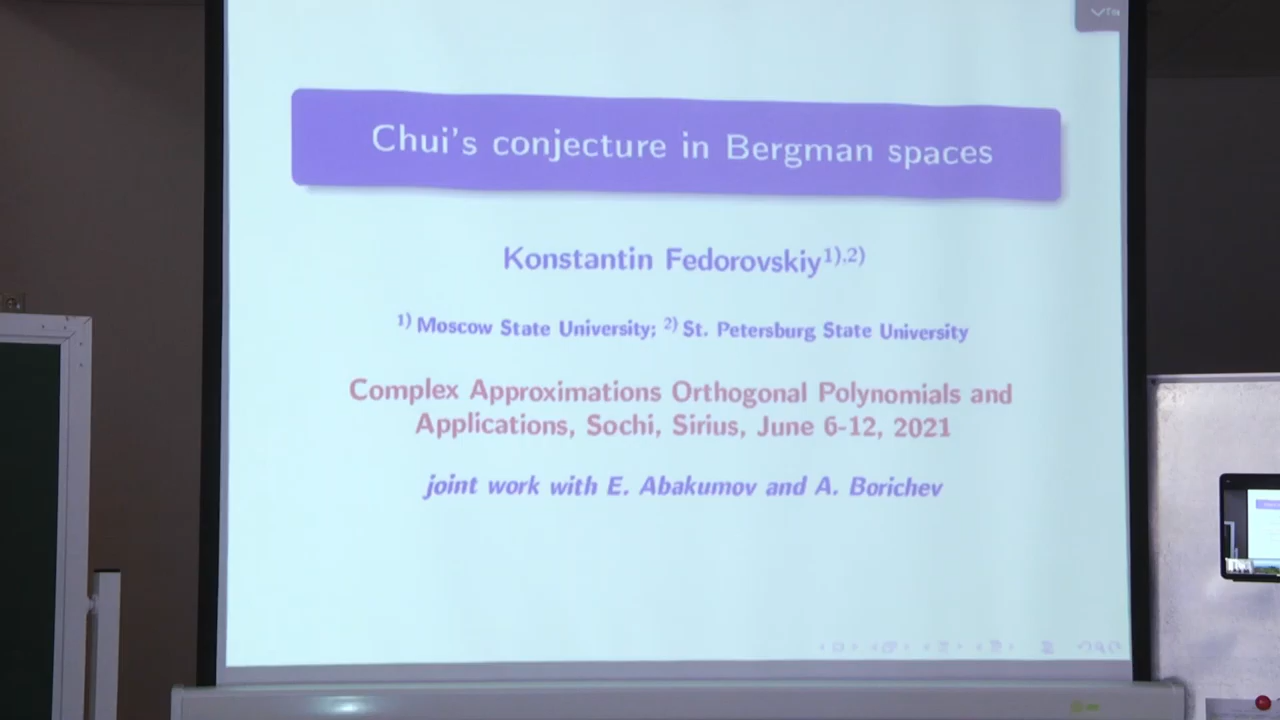 Chui's conjecture in Bergman spaces
Konstantin Fedorovskiy¹⁾,²⁾
¹⁾ Moscow State University; ²⁾ St. Petersburg State University
Complex Approximations Orthogonal Polynomials and
Applications, Sochi, Sirius, June 6-12, 2021
joint work with E. Abakumov and A. Borichev